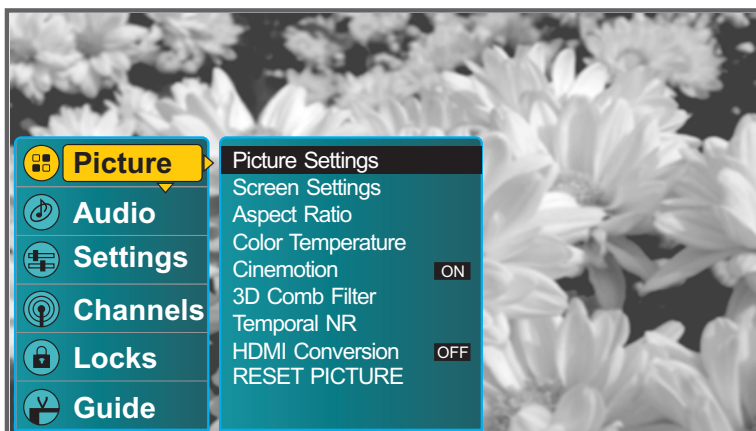 Picture
Audio
Settings
Channels
Locks
Guide
Picture Settings
Screen Settings
Aspect Ratio
Color Temperature
Cinemotion ON
3D Comb Filter
Temporal NR
HDMI Conversion OFF
RESET PICTURE